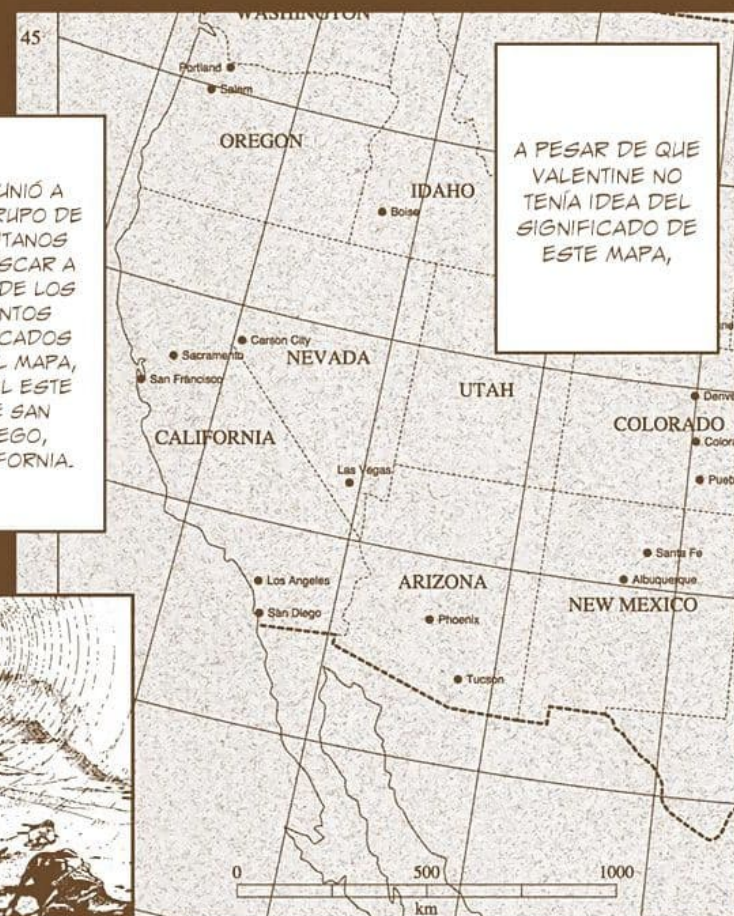 A PESAR DE QUE
VALENTINE NO
TENÍA IDEA DEL
SIGNIFICADO DE
ESTE MAPA,
UNIÓ A
RUPO DE
TANOS
SCAR A
DE LOS
NTOS
CADOS
L MAPA,
L ESTE
E SAN
EGO,
FORNIA.
45
WASHINGTON
Portland
Salem
OREGON
IDAHO
Boise
Carson City
Sacramento
NEVADA
San Francisco
UTAH
Denve
COLORADO
Colora
CALIFORNIA
Las Vegas
Pueb
Santa Fe
Los Angeles
ARIZONA
Albuquerque
NEW MEXICO
San Diego
Phoenix
Tucson
0 500 1000
km